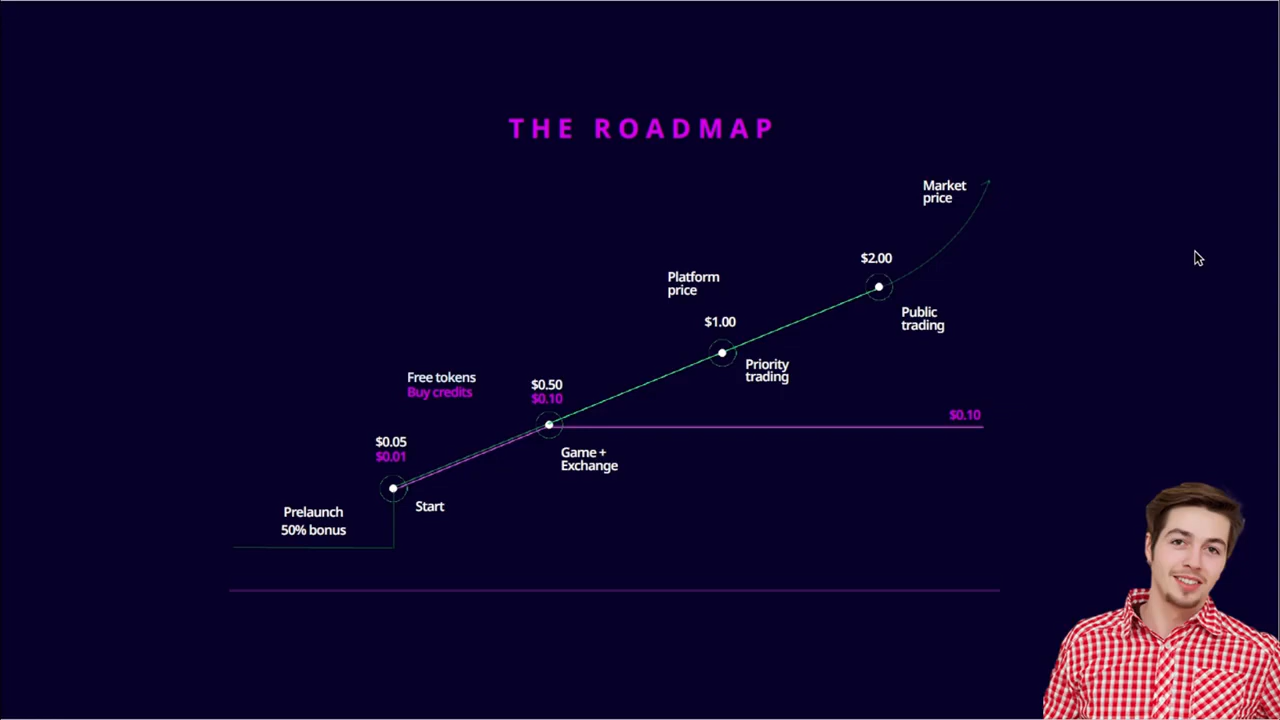 THE ROADMAP
Market
price
$2.00
Platform
price
Public
trading
$1.00
Priority
trading
Free tokens
Buy credits
$0.50
$0.10
$0.10
$0.05
$0.01
Game +
Exchange
Start
Prelaunch
50% bonus